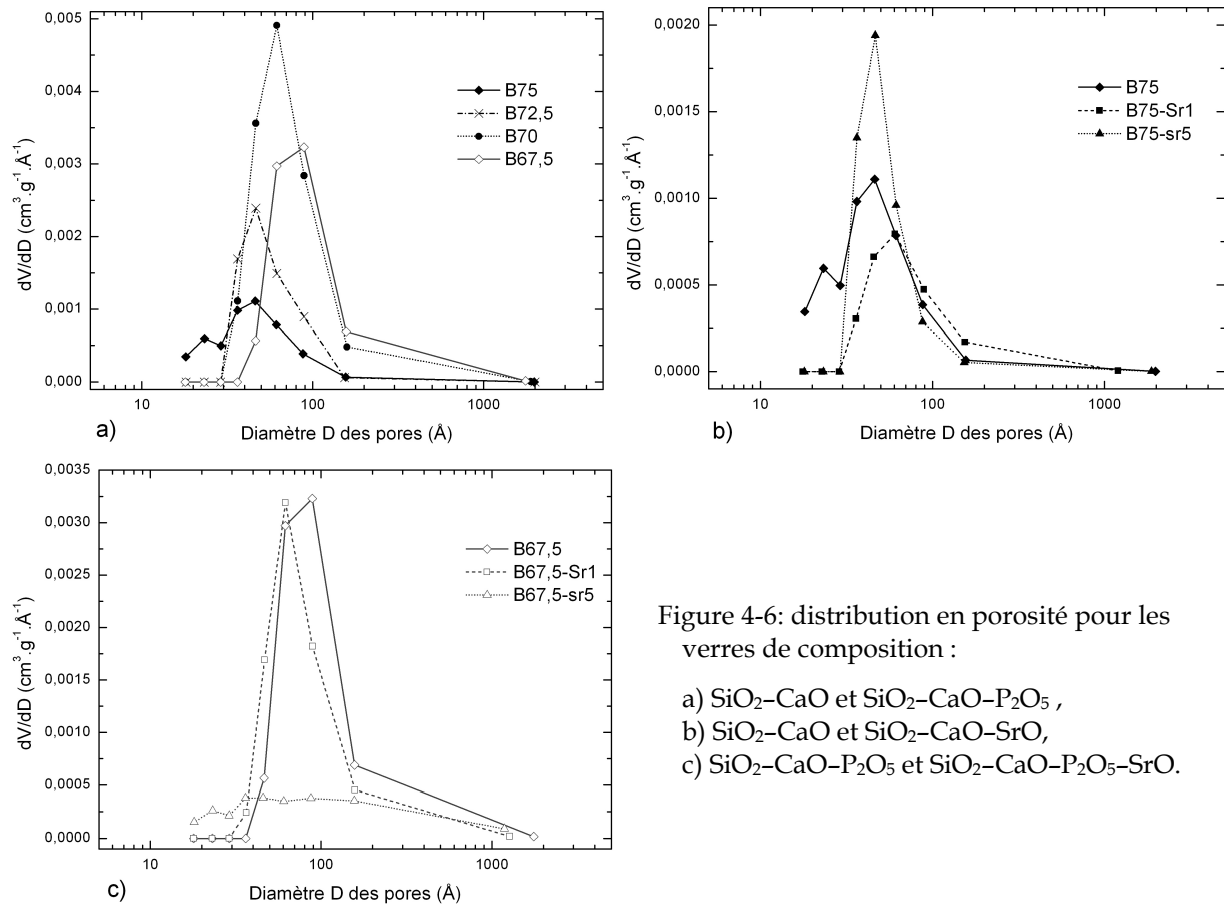 0,005
0,004
0,003
0,002
0,001
0,000
dV/dD (cm³.g⁻¹.Å⁻¹)
B75
B72,5
B70
B67,5
10
100
1000
a)
Diamètre D des pores (Å)
0,0020
0,0015
0,0010
0,0005
0,0000
dV/dD (cm³.g⁻¹.Å⁻¹)
B75
B75-Sr1
B75-sr5
10
100
1000
b)
Diamètre D des pores (Å)
0,0035
0,0030
0,0025
0,0020
0,0015
0,0010
0,0005
0,0000
dV/dD (cm³.g⁻¹.Å⁻¹)
B67,5
B67,5-Sr1
B67,5-sr5
10
100
1000
c)
Diamètre D des pores (Å)
Figure 4-6: distribution en porosité pour les
verres de composition :
a) SiO₂–CaO et SiO₂–CaO–P₂O₅ ,
b) SiO₂–CaO et SiO₂–CaO–SrO,
c) SiO₂–CaO–P₂O₅ et SiO₂–CaO–P₂O₅–SrO.